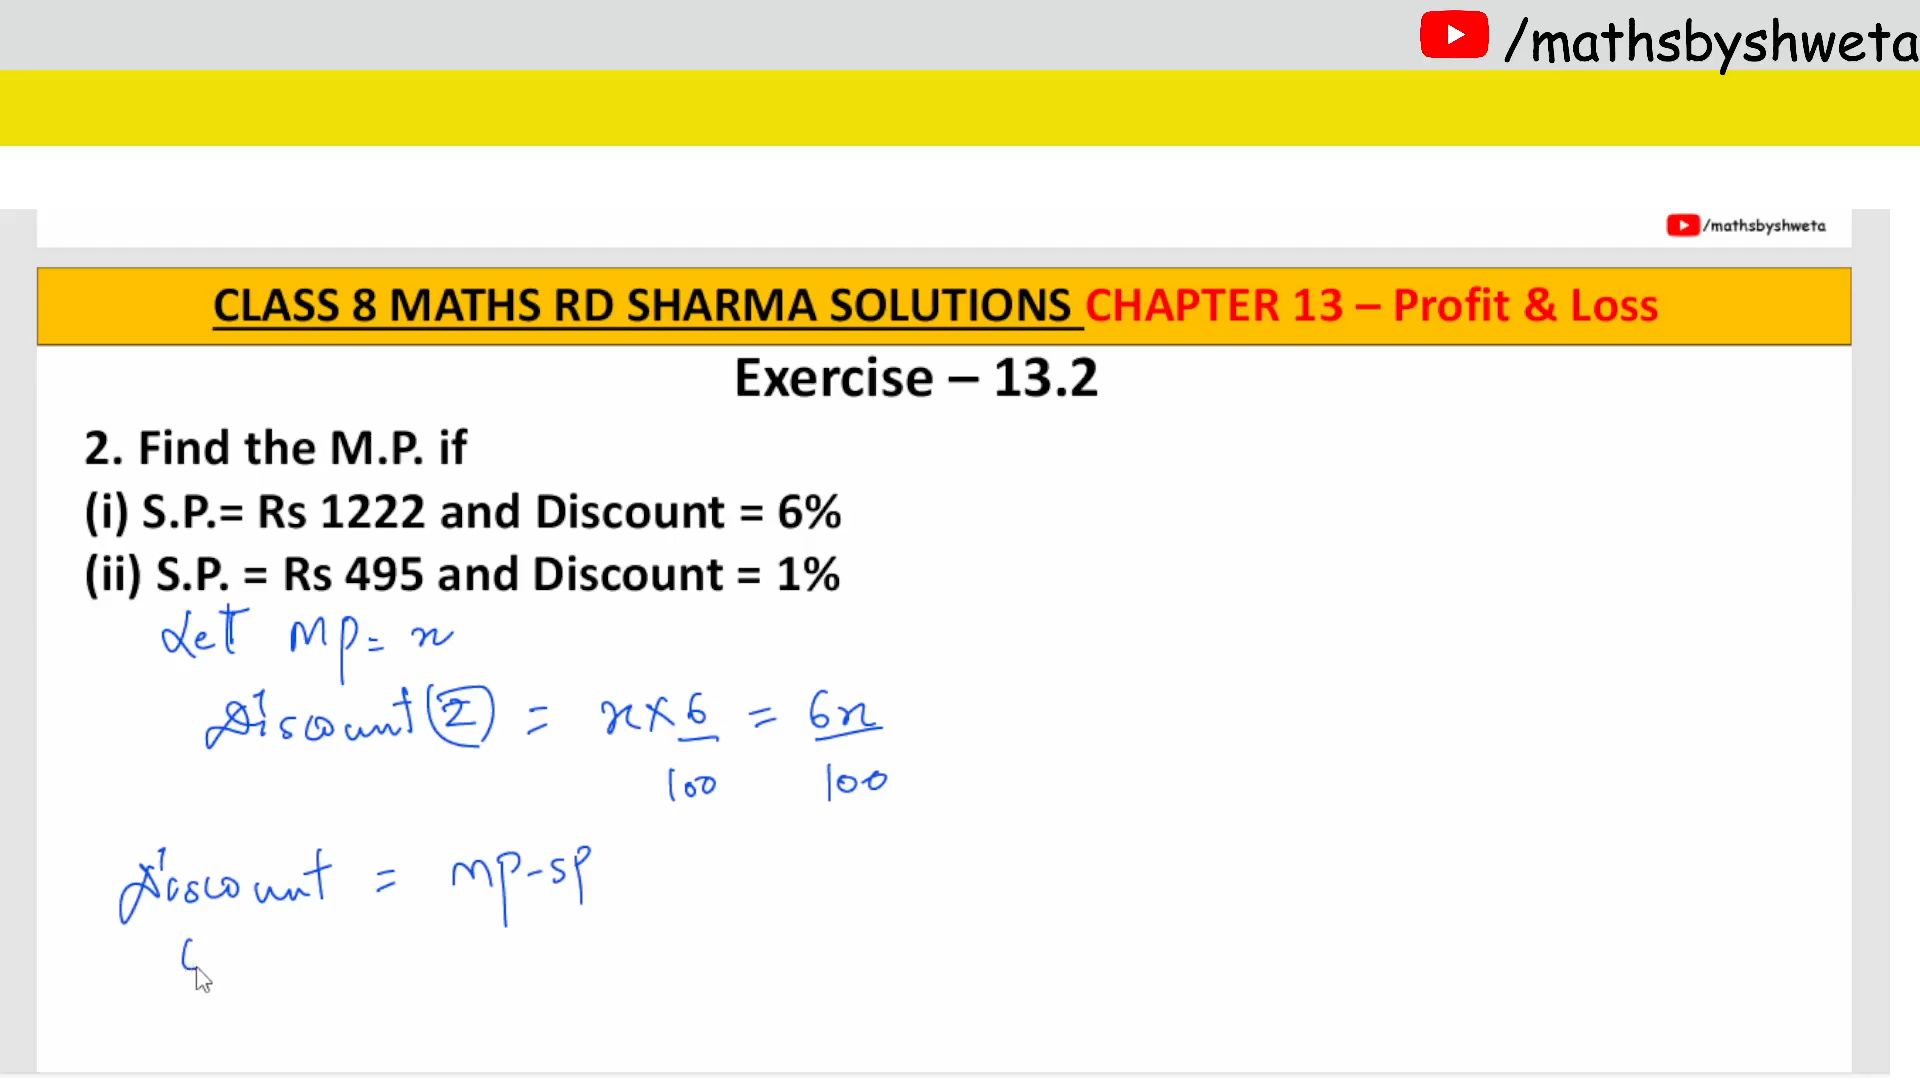 /mathsbyshweta
/mathsbyshweta
CLASS 8 MATHS RD SHARMA SOLUTIONS CHAPTER 13 – Profit & Loss
Exercise – 13.2
2. Find the M.P. if
(i) S.P.= Rs 1222 and Discount = 6%
(ii) S.P. = Rs 495 and Discount = 1%
Let MP = x
Discount (₹) = x × 6/100 = 6x/100
Discount = MP - SP